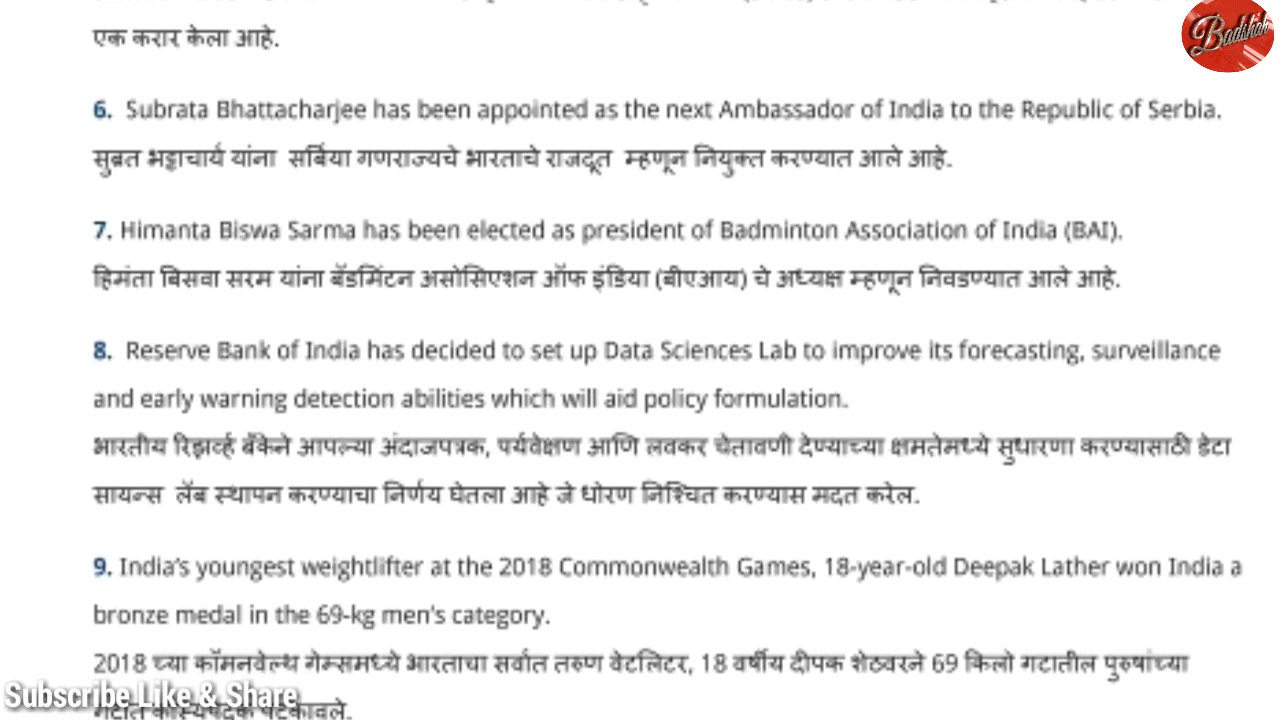 एक करार केला आहे.
Badshah
6. Subrata Bhattacharjee has been appointed as the next Ambassador of India to the Republic of Serbia.
सुब्रत भट्टाचार्य यांना सर्बिया गणराज्यचे भारताचे राजदूत म्हणून नियुक्त करण्यात आले आहे.
7. Himanta Biswa Sarma has been elected as president of Badminton Association of India (BAI).
हिमंता बिसवा सरम यांना बॅडमिंटन असोसिएशन ऑफ इंडिया (बीएआय) चे अध्यक्ष म्हणून निवडण्यात आले आहे.
8. Reserve Bank of India has decided to set up Data Sciences Lab to improve its forecasting, surveillance
and early warning detection abilities which will aid policy formulation.
भारतीय रिझर्व्ह बँकेने आपल्या अंदाजपत्रक, पर्यवेक्षण आणि लवकर चेतावणी देण्याच्या क्षमतेमध्ये सुधारणा करण्यासाठी डेटा
सायन्स लॅब स्थापन करण्याचा निर्णय घेतला आहे जे धोरण निश्चित करण्यास मदत करेल.
9. India's youngest weightlifter at the 2018 Commonwealth Games, 18-year-old Deepak Lather won India a
bronze medal in the 69-kg men's category.
2018 च्या कॉमनवेल्थ गेम्समध्ये भारताचा सर्वात तरुण वेटलिटर, 18 वर्षीय दीपक शेठवरने 69 किलो गटातील पुरुषांच्या
Subscribe Like & Share
गटात कांस्यपदक पटकावले.